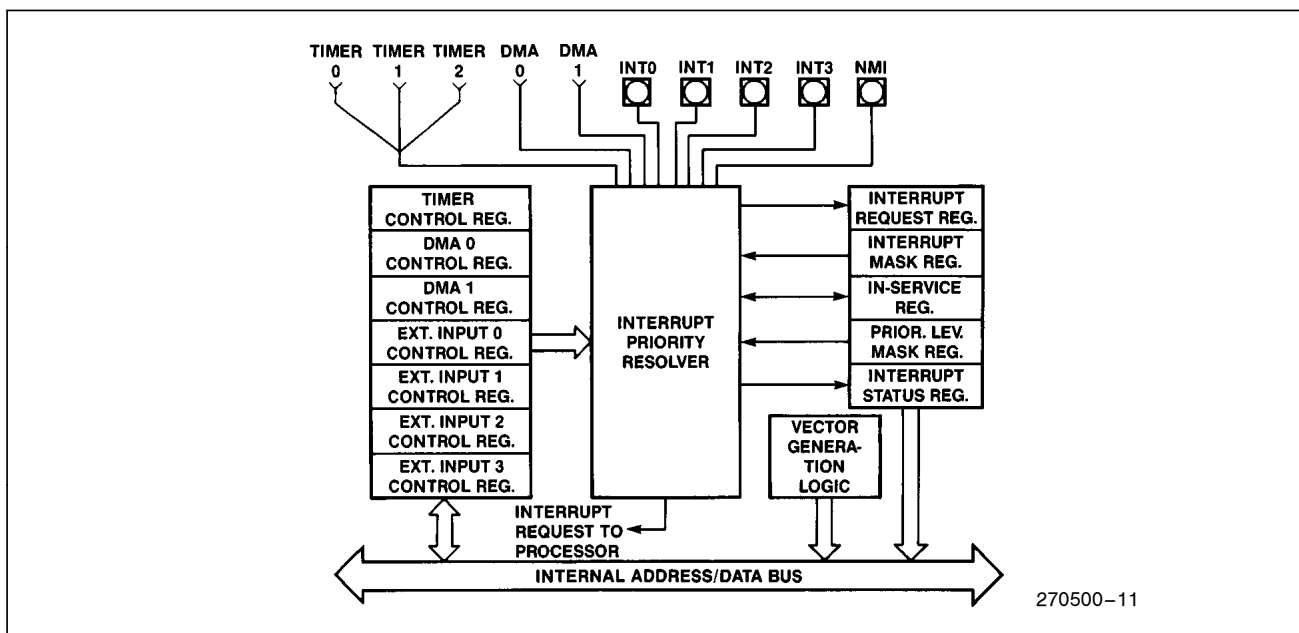 TIMER TIMER TIMER DMA DMA
0 1 2 0 1
INT0 INT1 INT2 INT3 NMI
TIMER
CONTROL REG.
DMA 0
CONTROL REG.
DMA 1
CONTROL REG.
EXT. INPUT 0
CONTROL REG.
EXT. INPUT 1
CONTROL REG.
EXT. INPUT 2
CONTROL REG.
EXT. INPUT 3
CONTROL REG.
INTERRUPT
PRIORITY
RESOLVER
INTERRUPT
REQUEST REG.
INTERRUPT
MASK REG.
IN-SERVICE
REG.
PRIOR. LEV.
MASK REG.
INTERRUPT
STATUS REG.
VECTOR
GENERA-
TION
LOGIC
INTERRUPT
REQUEST TO
PROCESSOR
INTERNAL ADDRESS/DATA BUS
270500–11